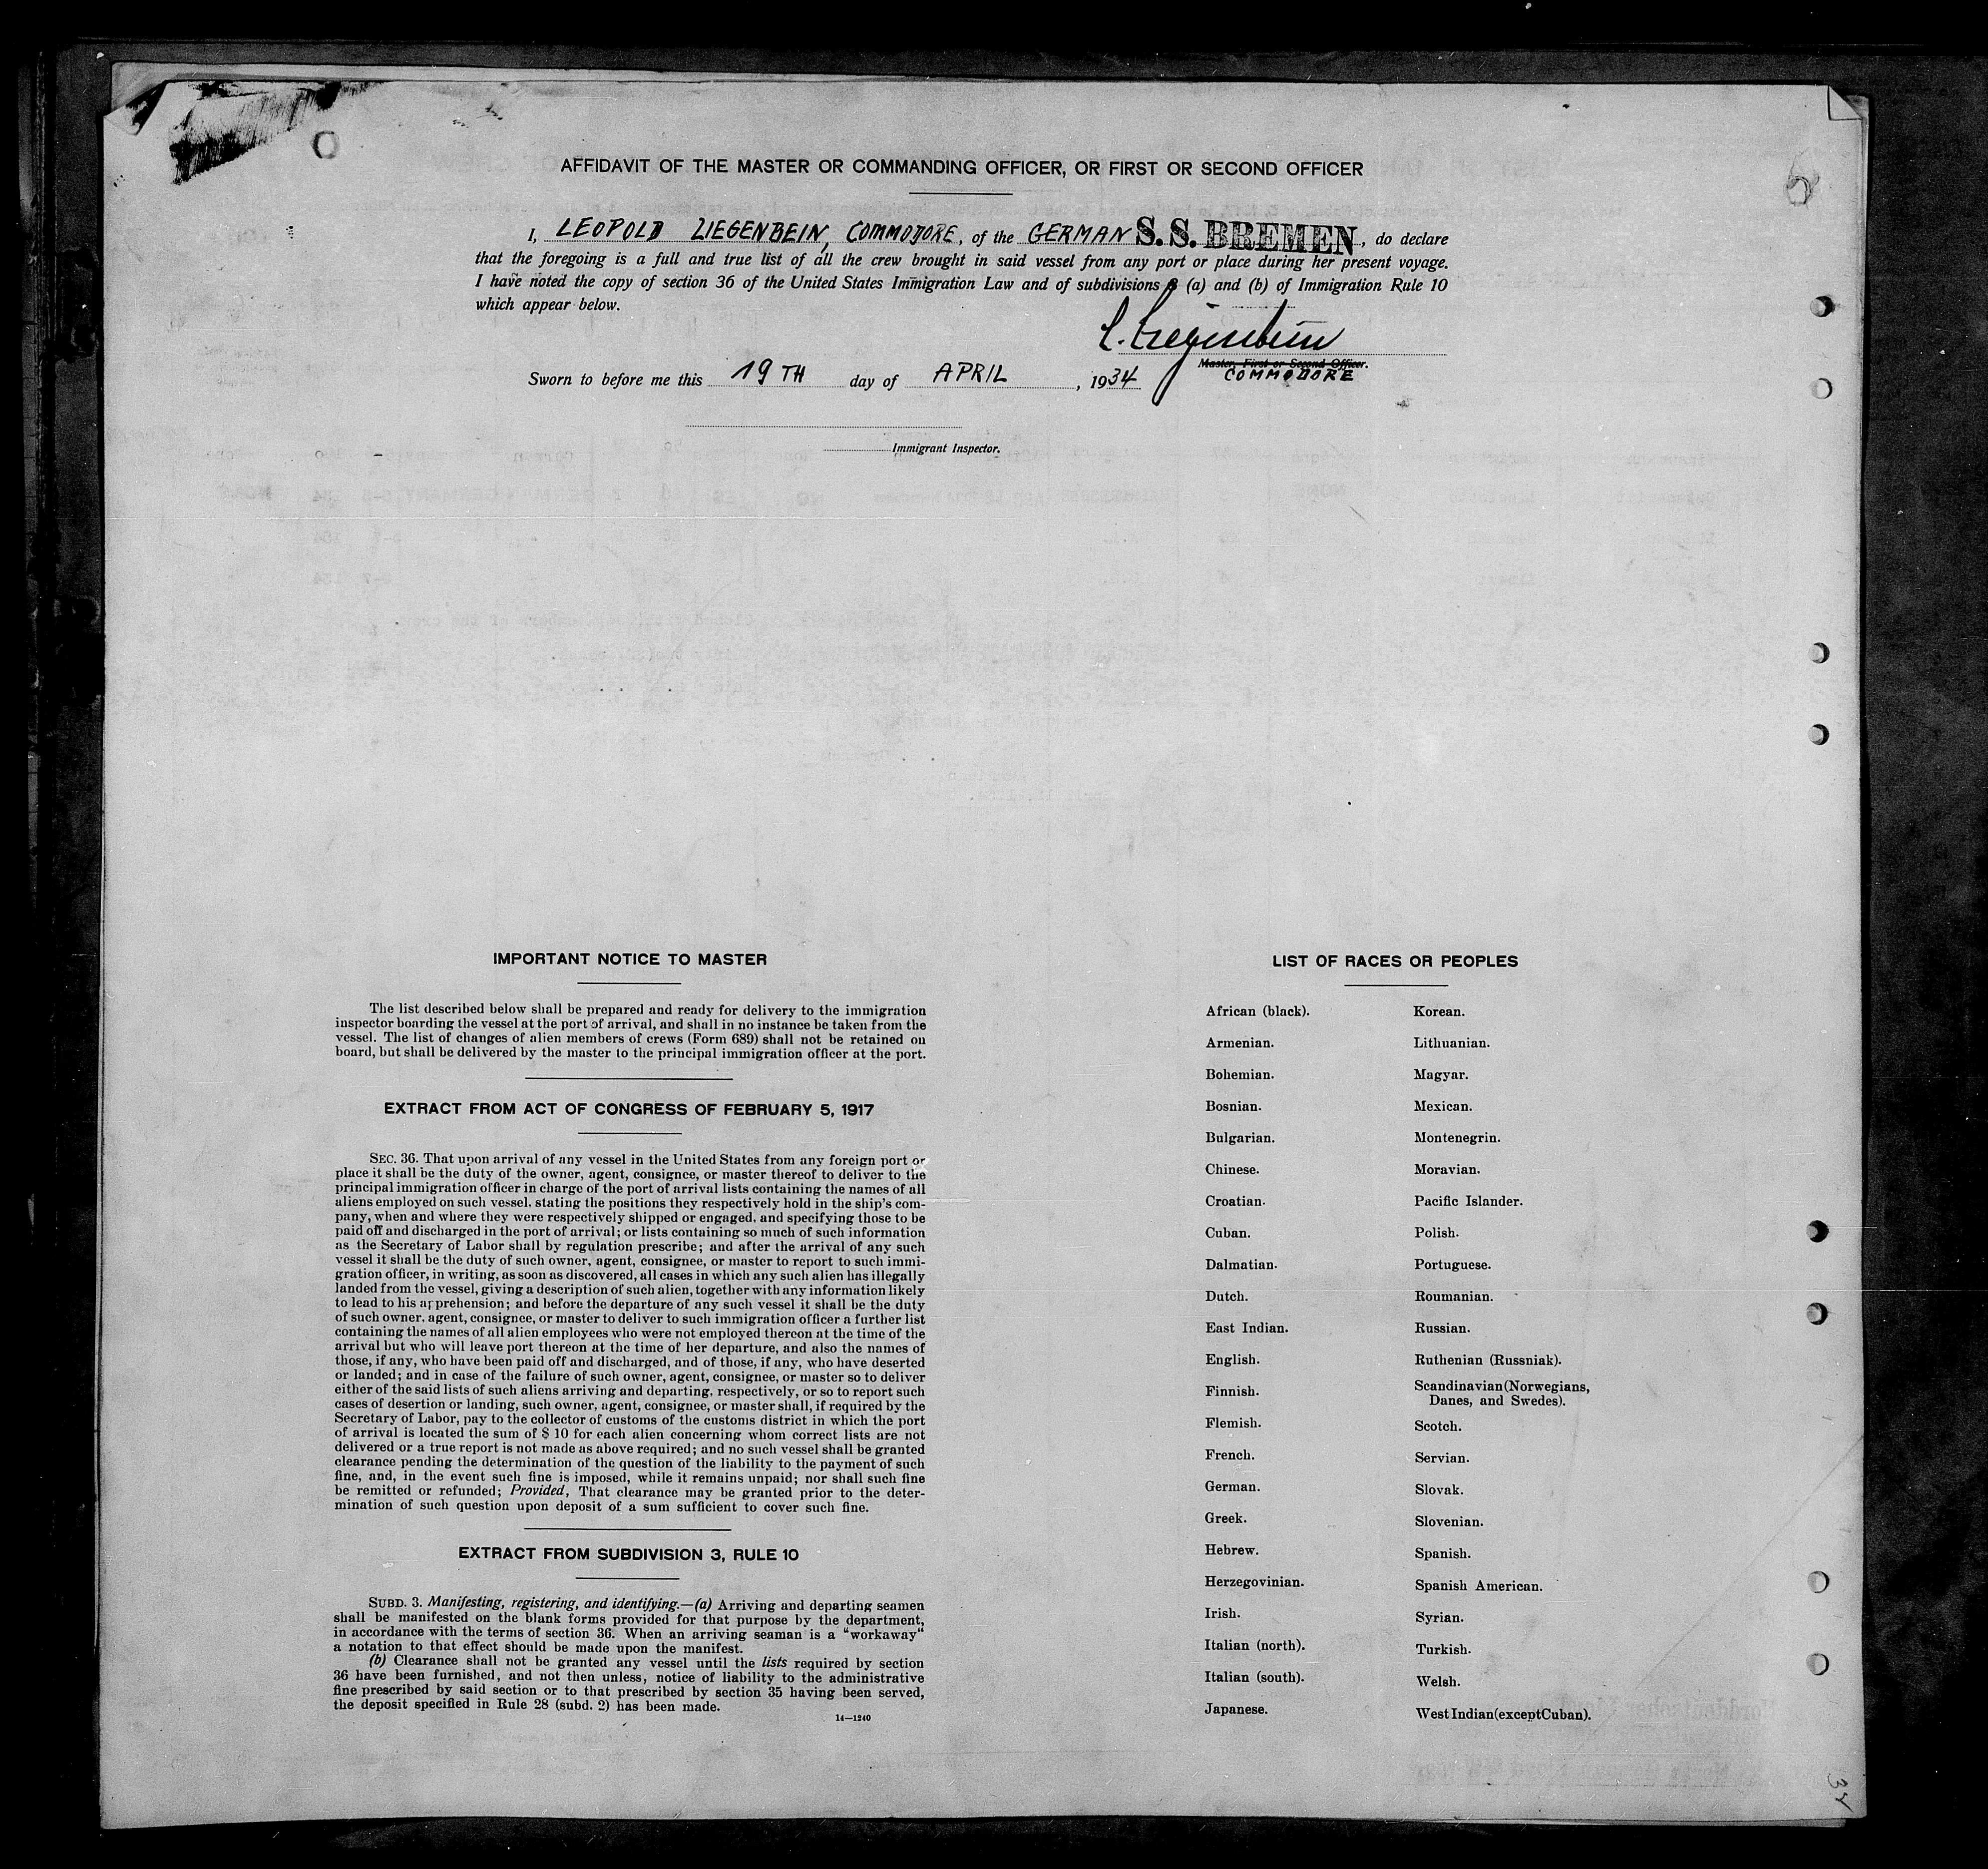 AFFIDAVIT OF THE MASTER OR COMMANDING OFFICER, OR FIRST OR SECOND OFFICER
I, LEOPOLD ZIEGENBEIN, COMMODORE, of the GERMAN S. S. BREMEN, do declare
that the foregoing is a full and true list of all the crew brought in said vessel from any port or place during her present voyage.
I have noted the copy of section 36 of the United States Immigration Law and of subdivisions 3 (a) and (b) of Immigration Rule 10
which appear below.
L. Ziegenbein
Master, First or Second Officer.
COMMODORE
Sworn to before me this 19TH day of APRIL, 1934
Immigrant Inspector.
IMPORTANT NOTICE TO MASTER
The list described below shall be prepared and ready for delivery to the immigration
inspector boarding the vessel at the port of arrival, and shall in no instance be taken from the
vessel. The list of changes of alien members of crews (Form 689) shall not be retained on
board, but shall be delivered by the master to the principal immigration officer at the port.
EXTRACT FROM ACT OF CONGRESS OF FEBRUARY 5, 1917
SEC. 36. That upon arrival of any vessel in the United States from any foreign port or
place it shall be the duty of the owner, agent, consignee, or master thereof to deliver to the
principal immigration officer in charge of the port of arrival lists containing the names of all
aliens employed on such vessel, stating the positions they respectively hold in the ship's com-
pany, when and where they were respectively shipped or engaged, and specifying those to be
paid off and discharged in the port of arrival; or lists containing so much of such information
as the Secretary of Labor shall by regulation prescribe; and after the arrival of any such
vessel it shall be the duty of such owner, agent, consignee, or master to report to such immi-
gration officer, in writing, as soon as discovered, all cases in which any such alien has illegally
landed from the vessel, giving a description of such alien, together with any information likely
to lead to his apprehension; and before the departure of any such vessel it shall be the duty
of such owner, agent, consignee, or master to deliver to such immigration officer a further list
containing the names of all alien employees who were not employed thereon at the time of the
arrival but who will leave port thereon at the time of her departure, and also the names of
those, if any, who have been paid off and discharged, and of those, if any, who have deserted
or landed; and in case of the failure of such owner, agent, consignee, or master so to deliver
either of the said lists of such aliens arriving and departing, respectively, or so to report such
cases of desertion or landing, such owner, agent, consignee, or master shall, if required by the
Secretary of Labor, pay to the collector of customs of the customs district in which the port
of arrival is located the sum of $ 10 for each alien concerning whom correct lists are not
delivered or a true report is not made as above required; and no such vessel shall be granted
clearance pending the determination of the question of the liability to the payment of such
fine, and, in the event such fine is imposed, while it remains unpaid; nor shall such fine
be remitted or refunded; Provided, That clearance may be granted prior to the deter-
mination of such question upon deposit of a sum sufficient to cover such fine.
EXTRACT FROM SUBDIVISION 3, RULE 10
SUBD. 3. Manifesting, registering, and identifying.—(a) Arriving and departing seamen
shall be manifested on the blank forms provided for that purpose by the department,
in accordance with the terms of section 36. When an arriving seaman is a “workaway“
a notation to that effect should be made upon the manifest.
(b) Clearance shall not be granted any vessel until the lists required by section
36 have been furnished, and not then unless, notice of liability to the administrative
fine prescribed by said section or to that prescribed by section 35 having been served,
the deposit specified in Rule 28 (subd. 2) has been made.
14—1240
LIST OF RACES OR PEOPLES
African (black).
Armenian.
Bohemian.
Bosnian.
Bulgarian.
Chinese.
Croatian.
Cuban.
Dalmatian.
Dutch.
East Indian.
English.
Finnish.
Flemish.
French.
German.
Greek.
Hebrew.
Herzegovinian.
Irish.
Italian (north).
Italian (south).
Japanese.
Korean.
Lithuanian.
Magyar.
Mexican.
Montenegrin.
Moravian.
Pacific Islander.
Polish.
Portuguese.
Roumanian.
Russian.
Ruthenian (Russniak).
Scandinavian (Norwegians,
Danes, and Swedes).
Scotch.
Servian.
Slovak.
Slovenian.
Spanish.
Spanish American.
Syrian.
Turkish.
Welsh.
West Indian (except Cuban).